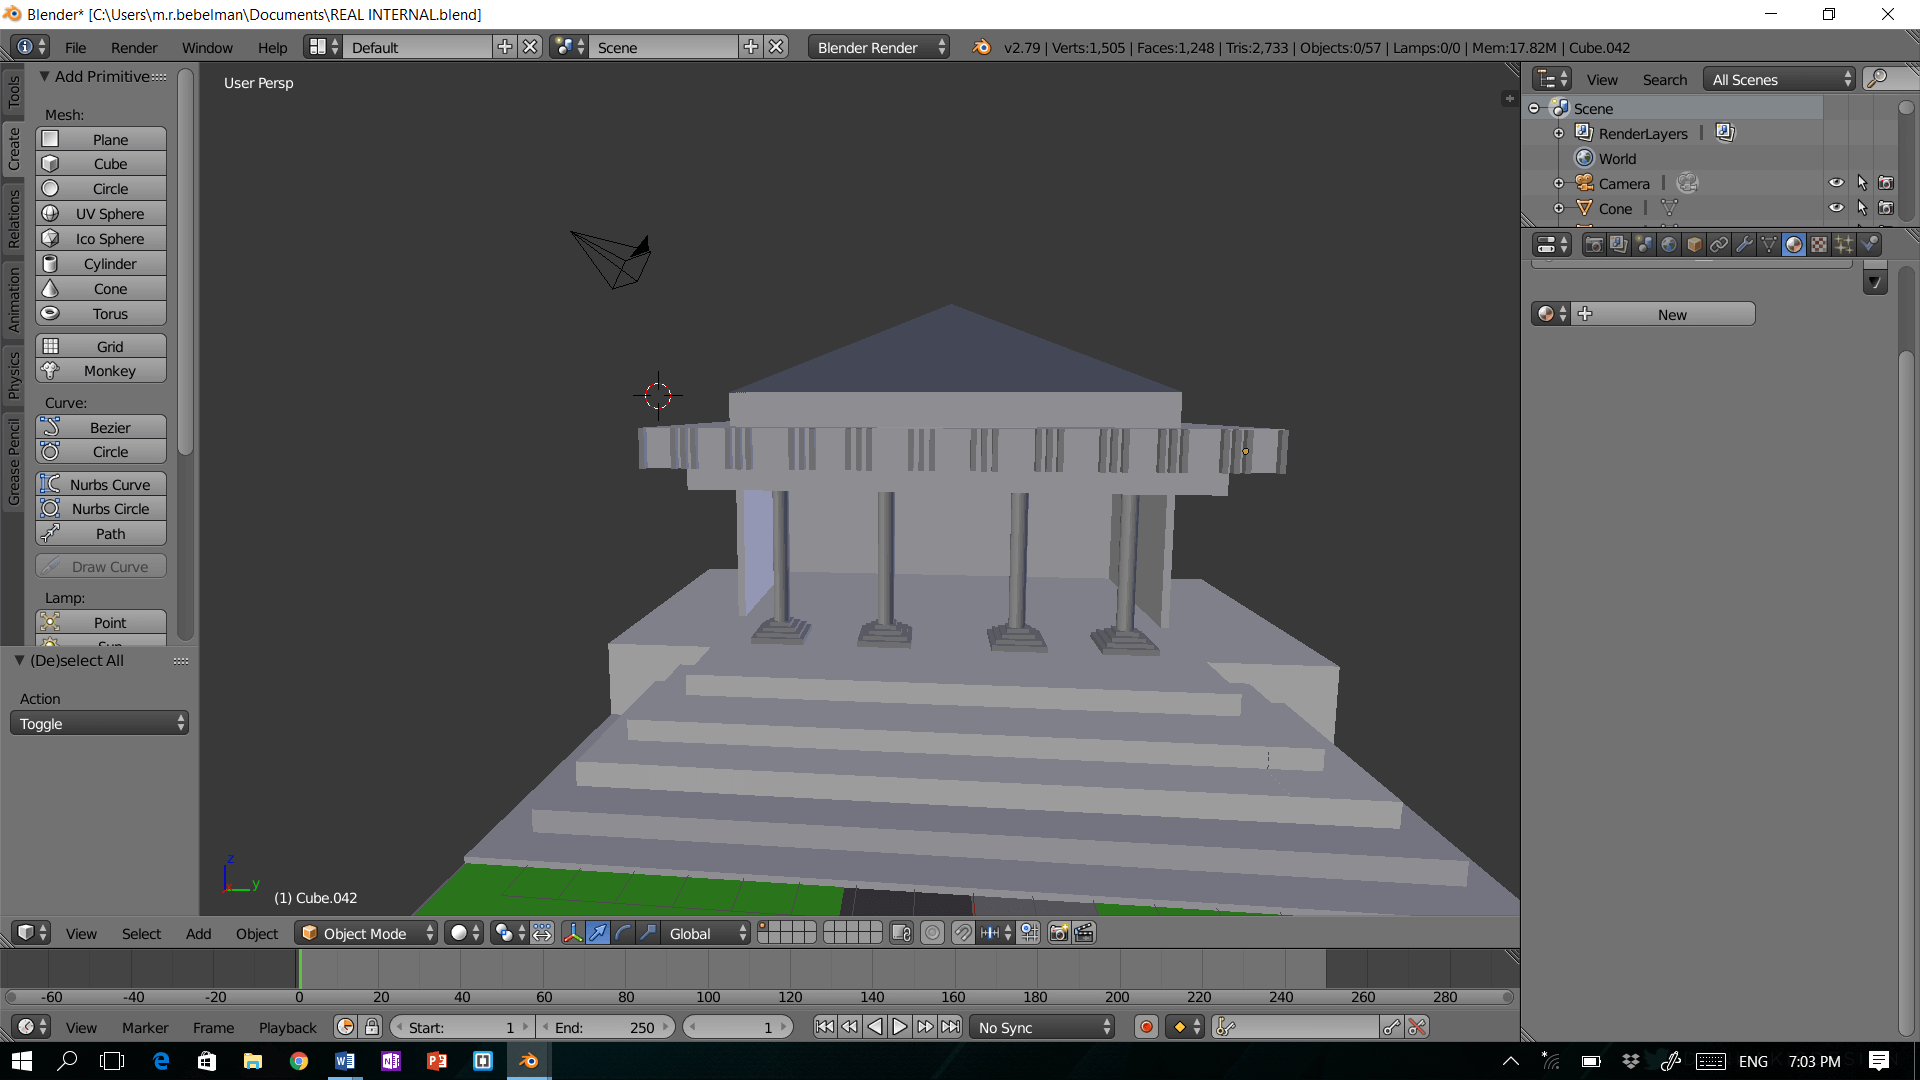 Blender* [C:\Users\m.r.bebelman\Documents\REAL INTERNAL.blend]
File Render Window Help Default Scene Blender Render v2.79 | Verts:1,505 | Faces:1,248 | Tris:2,733 | Objects:0/57 | Lamps:0/0 | Mem:17.82M | Cube.042
Tools
Create
Relations
Animation
Physics
Grease Pencil
Add Primitive
Mesh:
Plane
Cube
Circle
UV Sphere
Ico Sphere
Cylinder
Cone
Torus
Grid
Monkey
Curve:
Bezier
Circle
Nurbs Curve
Nurbs Circle
Path
Draw Curve
Lamp:
Point
Sun
(De)select All
Action
Toggle
User Persp
z
y
(1) Cube.042
View Search All Scenes
Scene
RenderLayers
World
Camera
Cone
New
View Select Add Object Object Mode Global
-60 -40 -20 0 20 40 60 80 100 120 140 160 180 200 220 240 260 280
View Marker Frame Playback Start: 1 End: 250 1 No Sync
ENG 7:03 PM